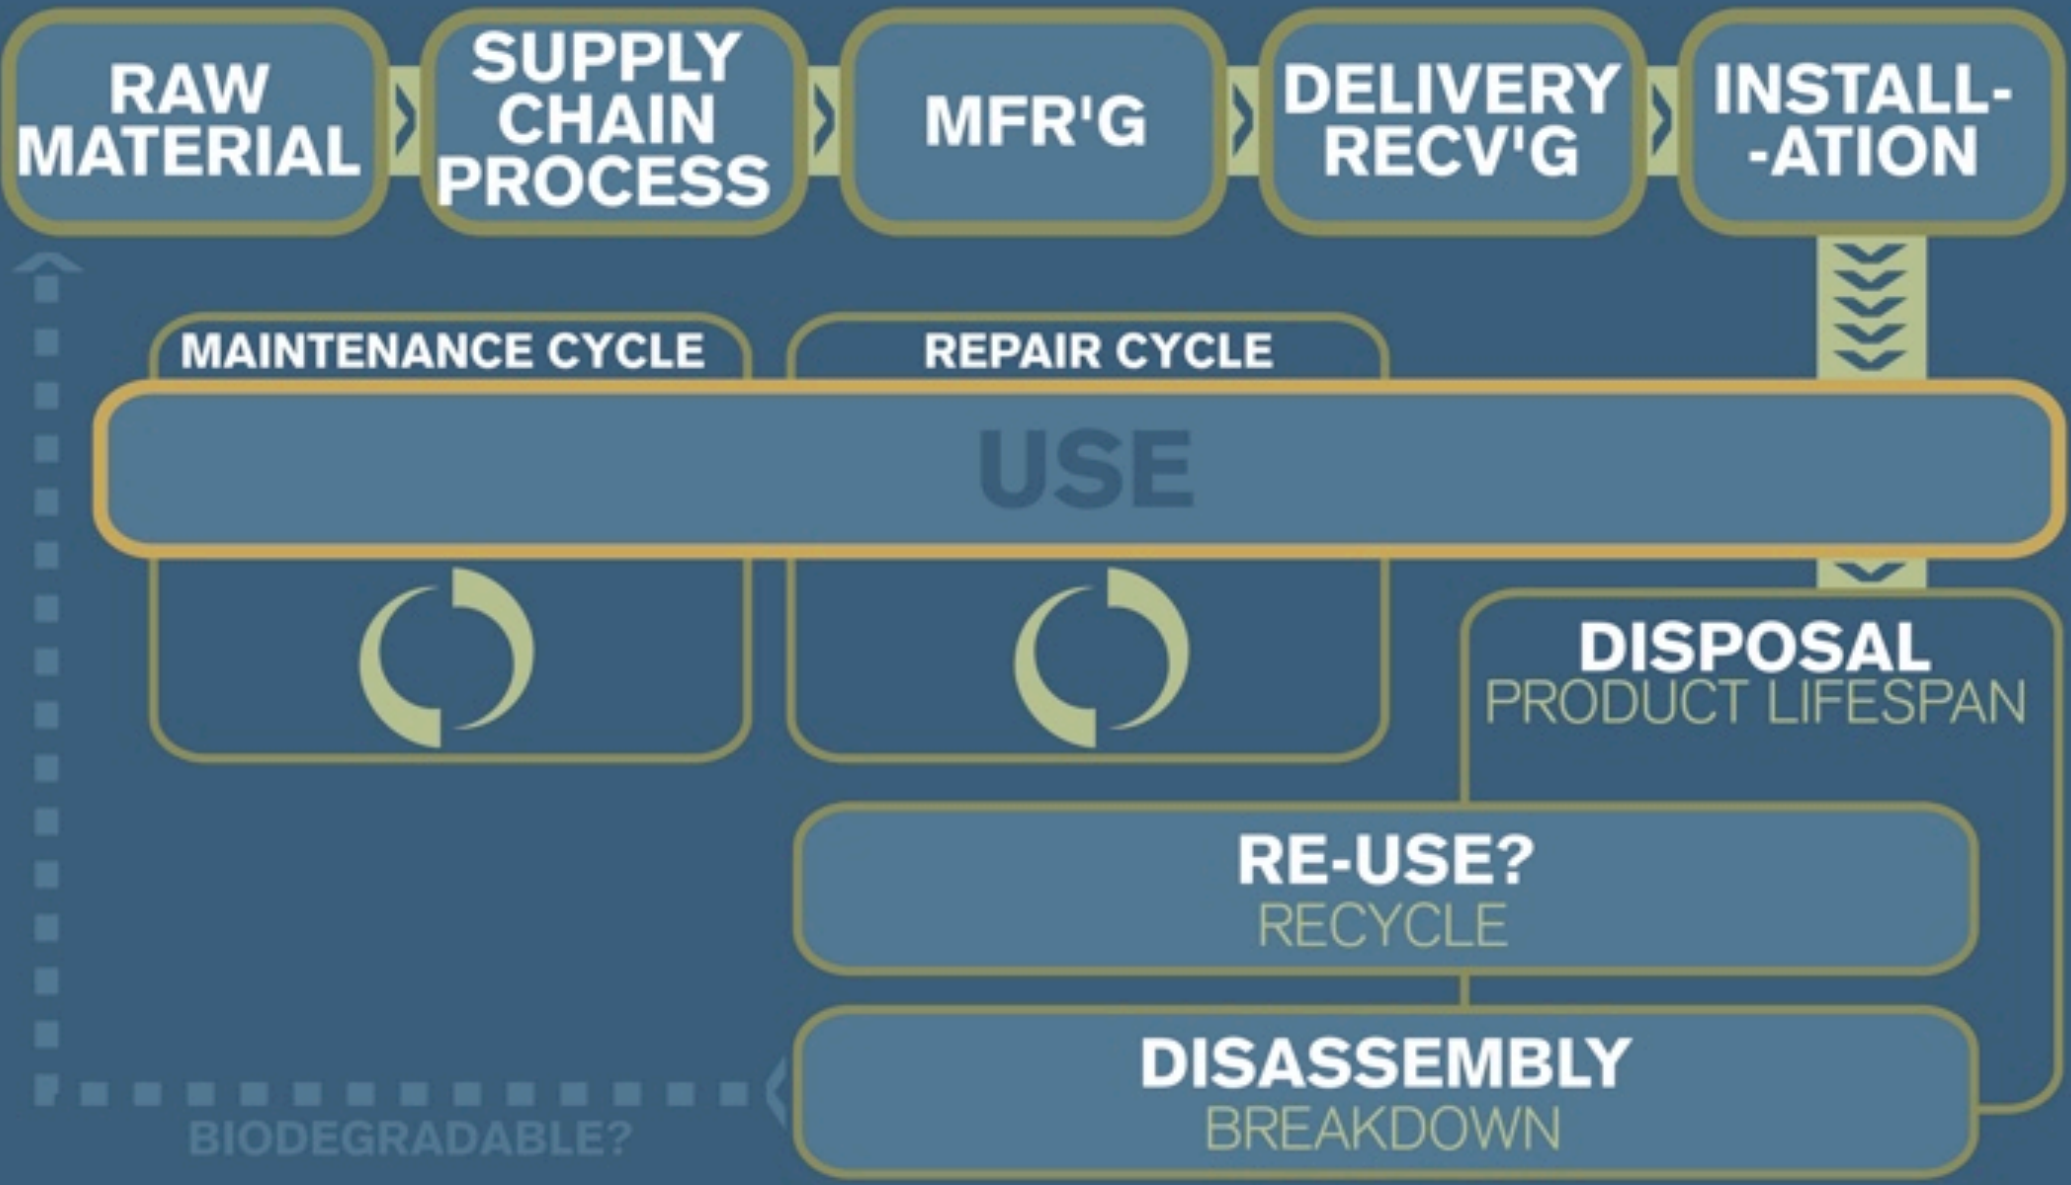 RAW
MATERIAL
SUPPLY
CHAIN
PROCESS
MFR'G
DELIVERY
RECV'G
INSTALL-
-ATION
MAINTENANCE CYCLE
REPAIR CYCLE
USE
DISPOSAL
PRODUCT LIFESPAN
RE-USE?
RECYCLE
DISASSEMBLY
BREAKDOWN
BIODEGRADABLE?